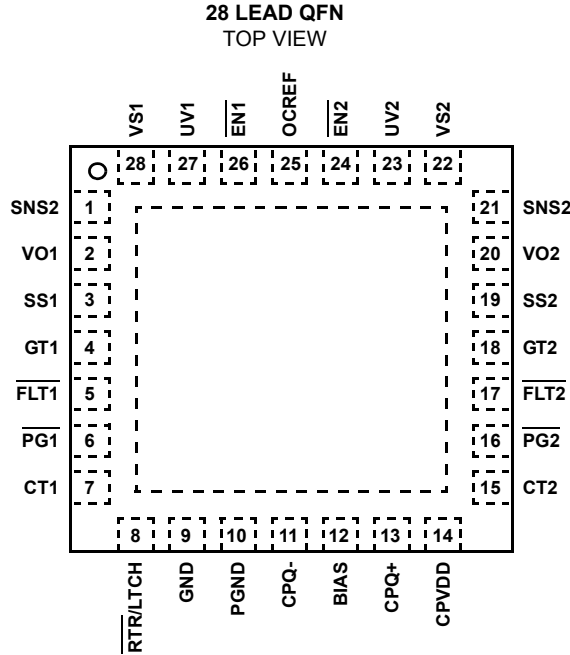 28 LEAD QFN
TOP VIEW
VS1
UV1
EN1
OCREF
EN2
UV2
VS2
28
27
26
25
24
23
22
SNS2 1
21 SNS2
VO1 2
20 VO2
SS1 3
19 SS2
GT1 4
18 GT2
FLT1 5
17 FLT2
PG1 6
16 PG2
CT1 7
15 CT2
8
9
10
11
12
13
14
RTR/LTCH
GND
PGND
CPQ-
BIAS
CPQ+
CPVDD